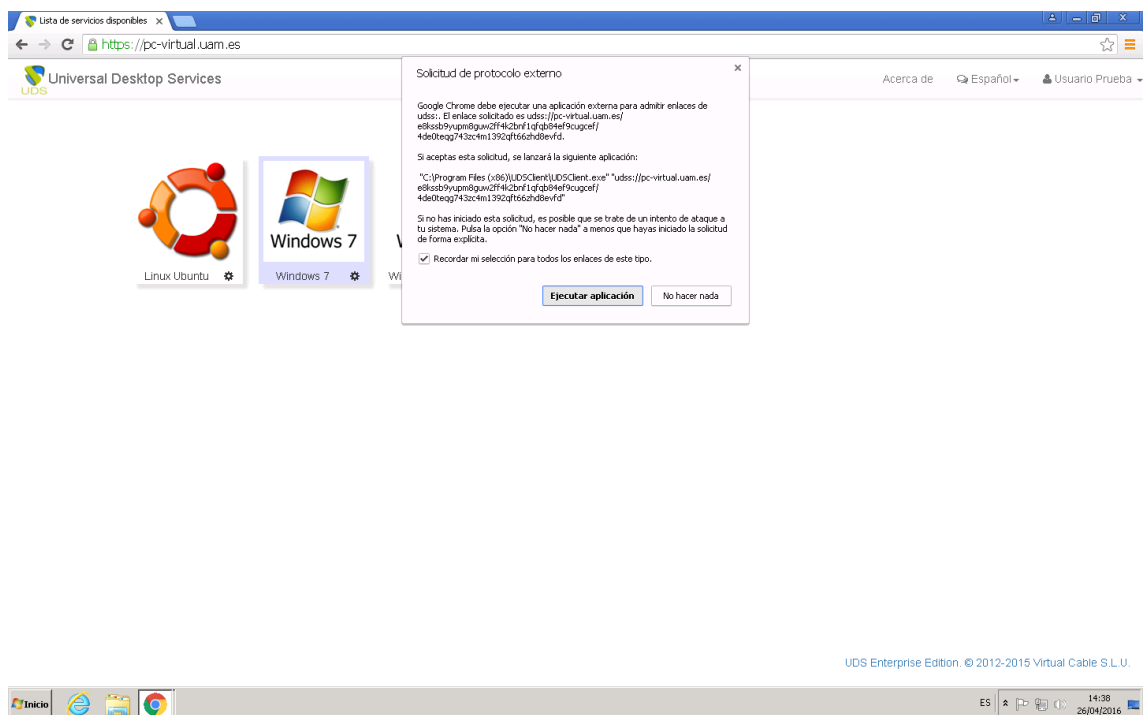 Lista de servicios disponibles
https://pc-virtual.uam.es
UDS
Universal Desktop Services
Acerca de
Español
Usuario Prueba
Solicitud de protocolo externo
Google Chrome debe ejecutar una aplicación externa para admitir enlaces de
udss:. El enlace solicitado es udss://pc-virtual.uam.es/
e8kssb9yupm8guw2ff4k2bnf1qfqb84ef9cugcef/
4de0teqg743zc4m1392qft66zhd8evfd.
Si aceptas esta solicitud, se lanzará la siguiente aplicación:
"C:\Program Files (x86)\UDSClient\UDSClient.exe" "udss://pc-virtual.uam.es/
e8kssb9yupm8guw2ff4k2bnf1qfqb84ef9cugcef/
4de0teqg743zc4m1392qft66zhd8evfd"
Si no has iniciado esta solicitud, es posible que se trate de un intento de ataque a
tu sistema. Pulsa la opción "No hacer nada" a menos que hayas iniciado la solicitud
de forma explícita.
Recordar mi selección para todos los enlaces de este tipo.
Ejecutar aplicación
No hacer nada
Windows 7
Linux Ubuntu
Windows 7
Wi
UDS Enterprise Edition. © 2012-2015 Virtual Cable S.L.U.
Inicio
ES
14:38
26/04/2016